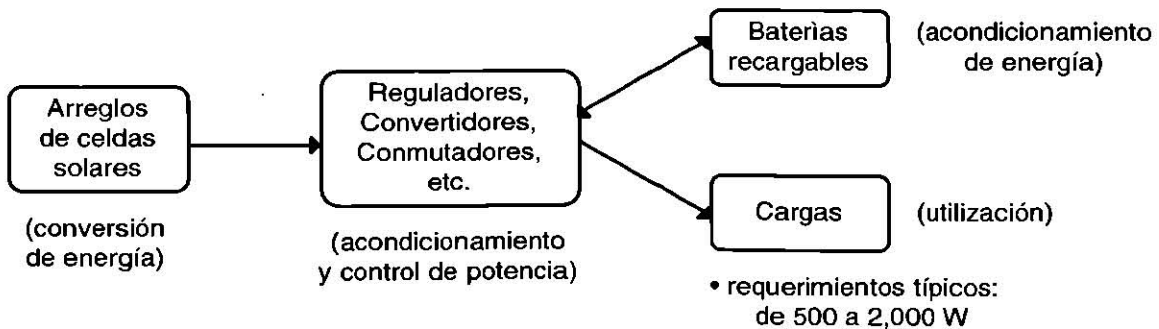 Arreglos
de celdas
solares
(conversión
de energía)
Reguladores,
Convertidores,
Conmutadores,
etc.
(acondicionamiento
y control de potencia)
Baterìas
recargables
(acondicionamiento
de energía)
Cargas
(utilización)
• requerimientos típicos:
de 500 a 2,000 W